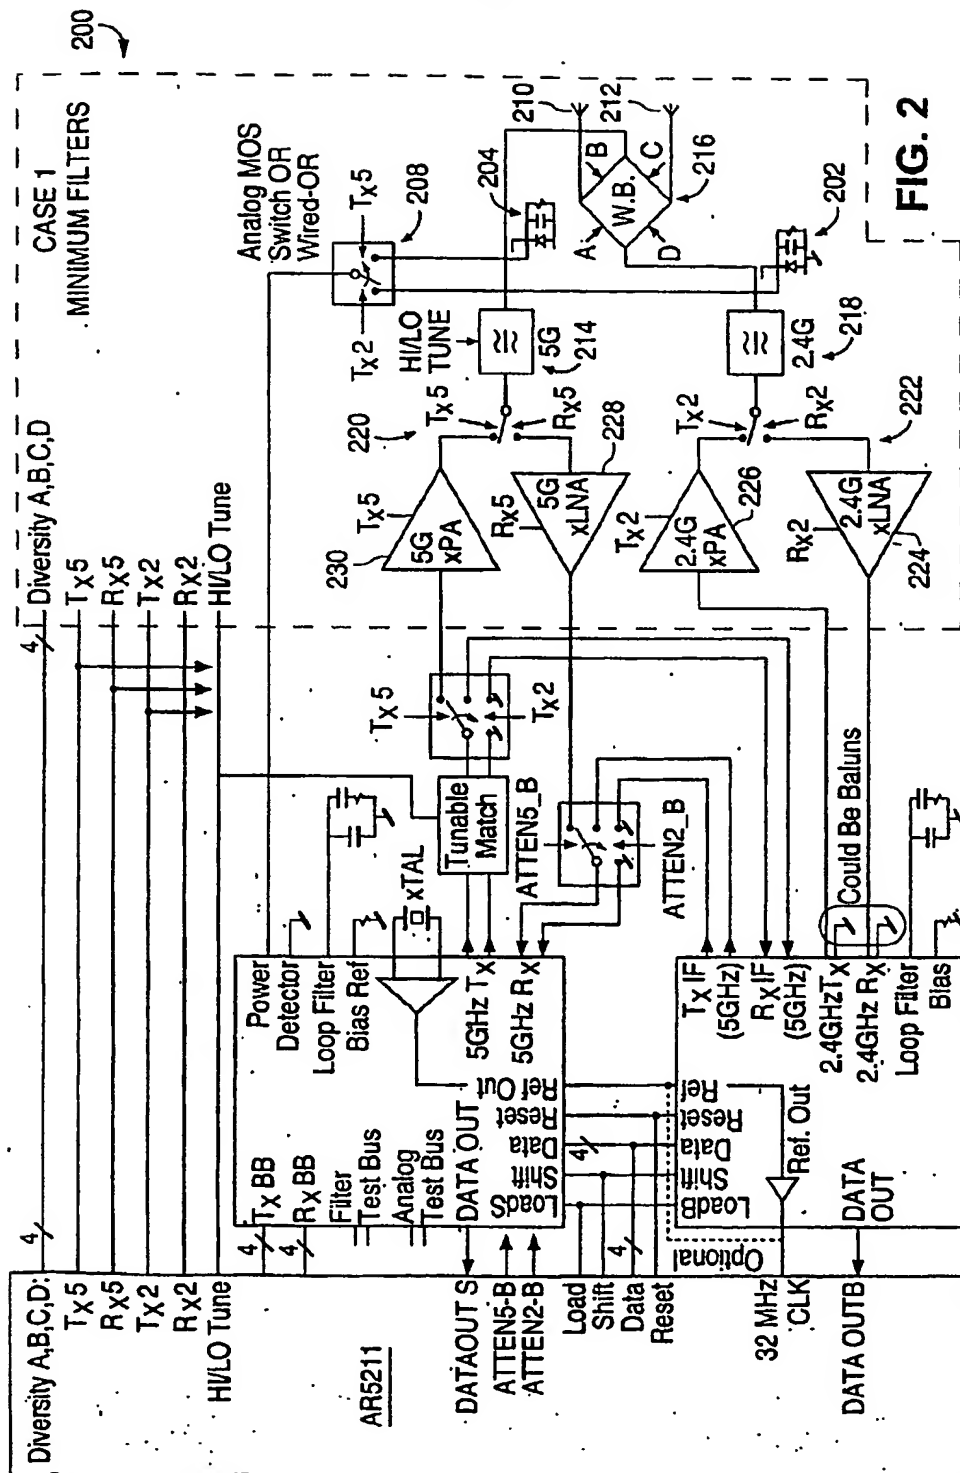 200
CASE 1
MINIMUM FILTERS
Analog MOS
Switch OR
Wired-OR
Tx5
208
Tx2
204
210
212
A
B
C
D
W.B.
216
202
HI/LO
TUNE
5G
214
2.4G
218
Tx5
Rx5
220
Tx2
Rx2
222
Tx5
5G
xPA
230
Rx5
5G
xLNA
228
Tx2
2.4G
xPA
226
Rx2
2.4G
xLNA
224
FIG. 2
4
Diversity A,B,C,D
Tx5
Rx5
Tx2
Rx2
HI/LO Tune
Tx5
Tx2
Tunable
Match
xTAL
ATTEN5_B
ATTEN2_B
Could Be Baluns
Power
Detector
Loop Filter
Bias Ref
5GHz Tx
5GHz Rx
4
Tx BB
4
Rx BB
Filter
Test Bus
Analog
Test Bus
DATA OUT
LoadS
Shift
Data
Reset
Ref Out
4
Tx IF
(5GHz)
Rx IF
(5GHz)
2.4GHzTx
2.4GHz Rx
Loop Filter
Bias
LoadB
Shift
Data
Reset
Ref
Ref. Out
DATA
OUT
Optional
4
Diversity A,B,C,D:
Tx5
Rx5
Tx2
Rx2
HI/LO Tune
AR5211
DATAOUT S
ATTEN5-B
ATTEN2-B
Load
Shift
Data
4
Reset
32 MHz
CLK
DATA OUTB